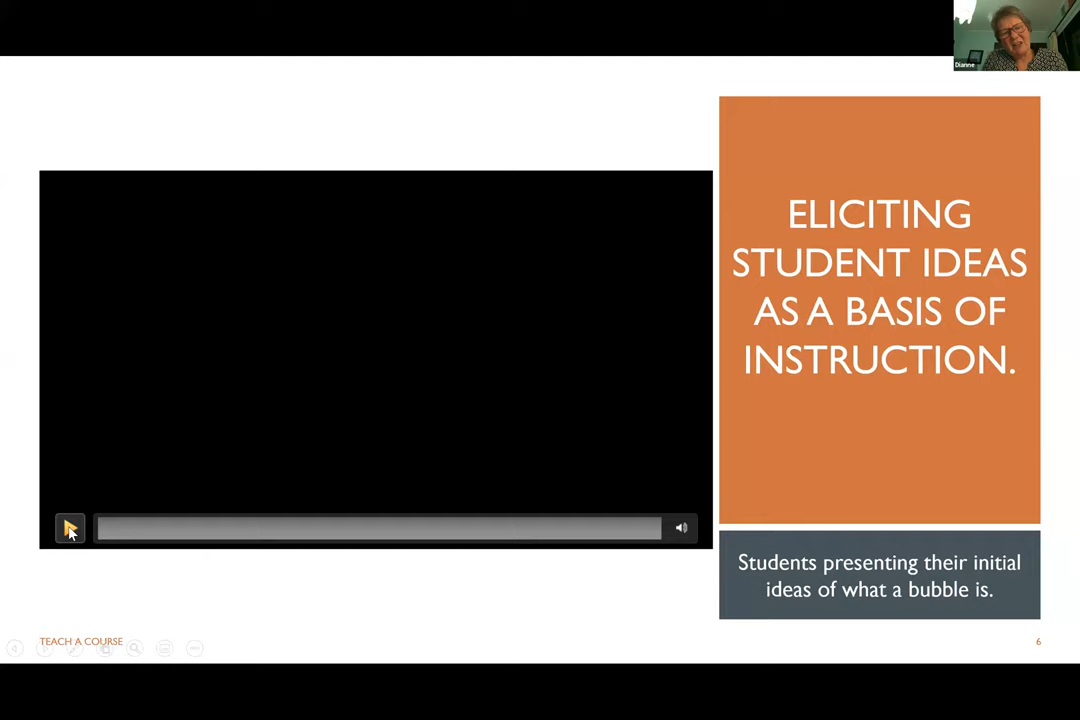 Dianne
ELICITING
STUDENT IDEAS
AS A BASIS OF
INSTRUCTION.
Students presenting their initial
ideas of what a bubble is.
TEACH A COURSE
6